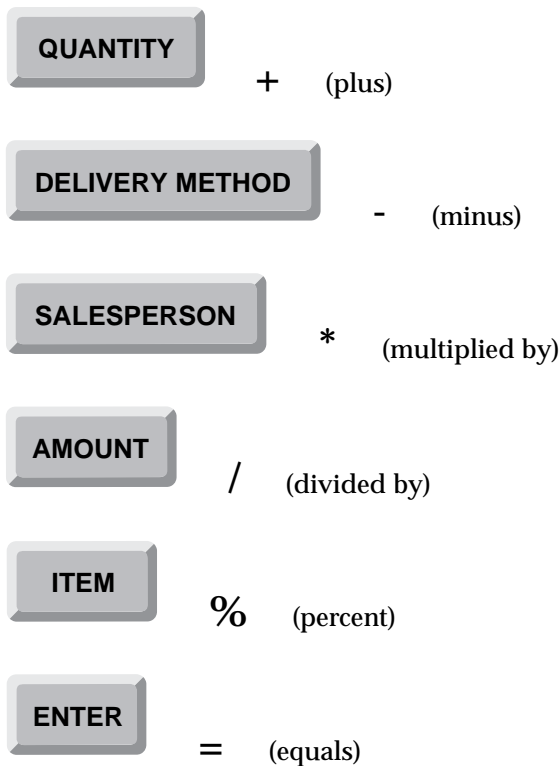 QUANTITY + (plus)
DELIVERY METHOD - (minus)
SALESPERSON * (multiplied by)
AMOUNT / (divided by)
ITEM % (percent)
ENTER = (equals)